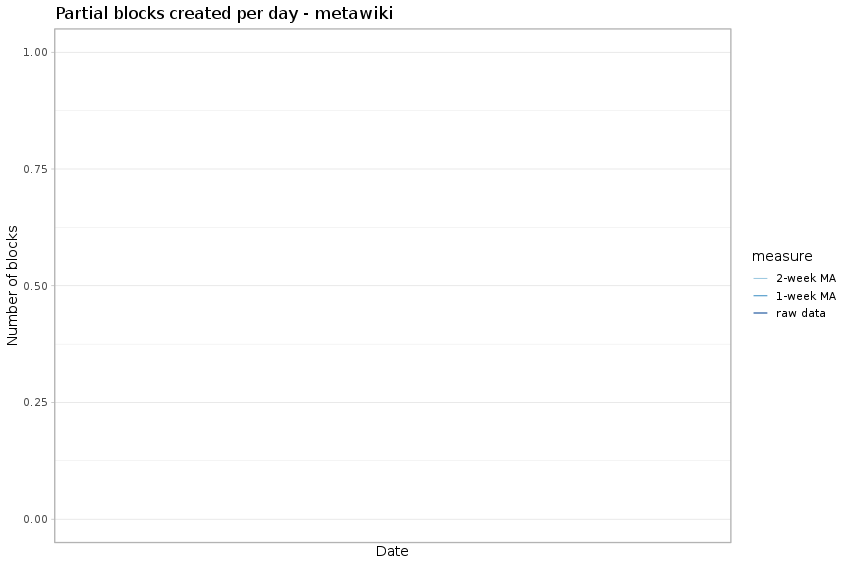 Partial blocks created per day - metawiki
1.00
0.75
0.50
0.25
0.00
Number of blocks
Date
measure
2-week MA
1-week MA
raw data